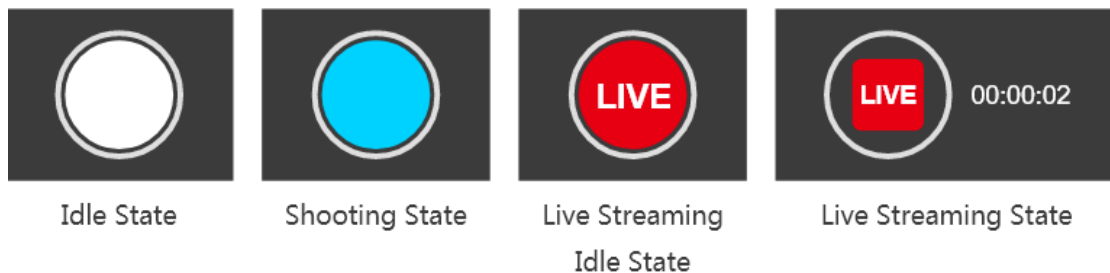 LIVE
LIVE 00:00:02
Idle State
Shooting State
Live Streaming
Idle State
Live Streaming State